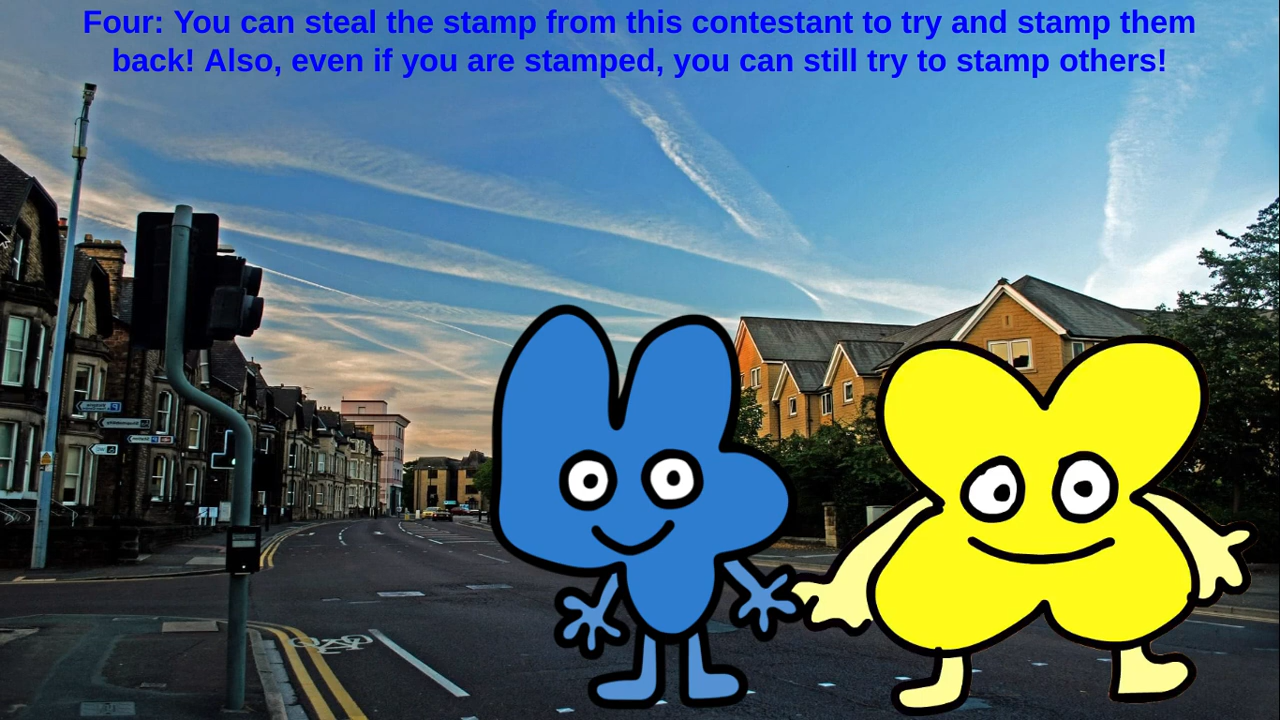 Four: You can steal the stamp from this contestant to try and stamp them
back! Also, even if you are stamped, you can still try to stamp others!